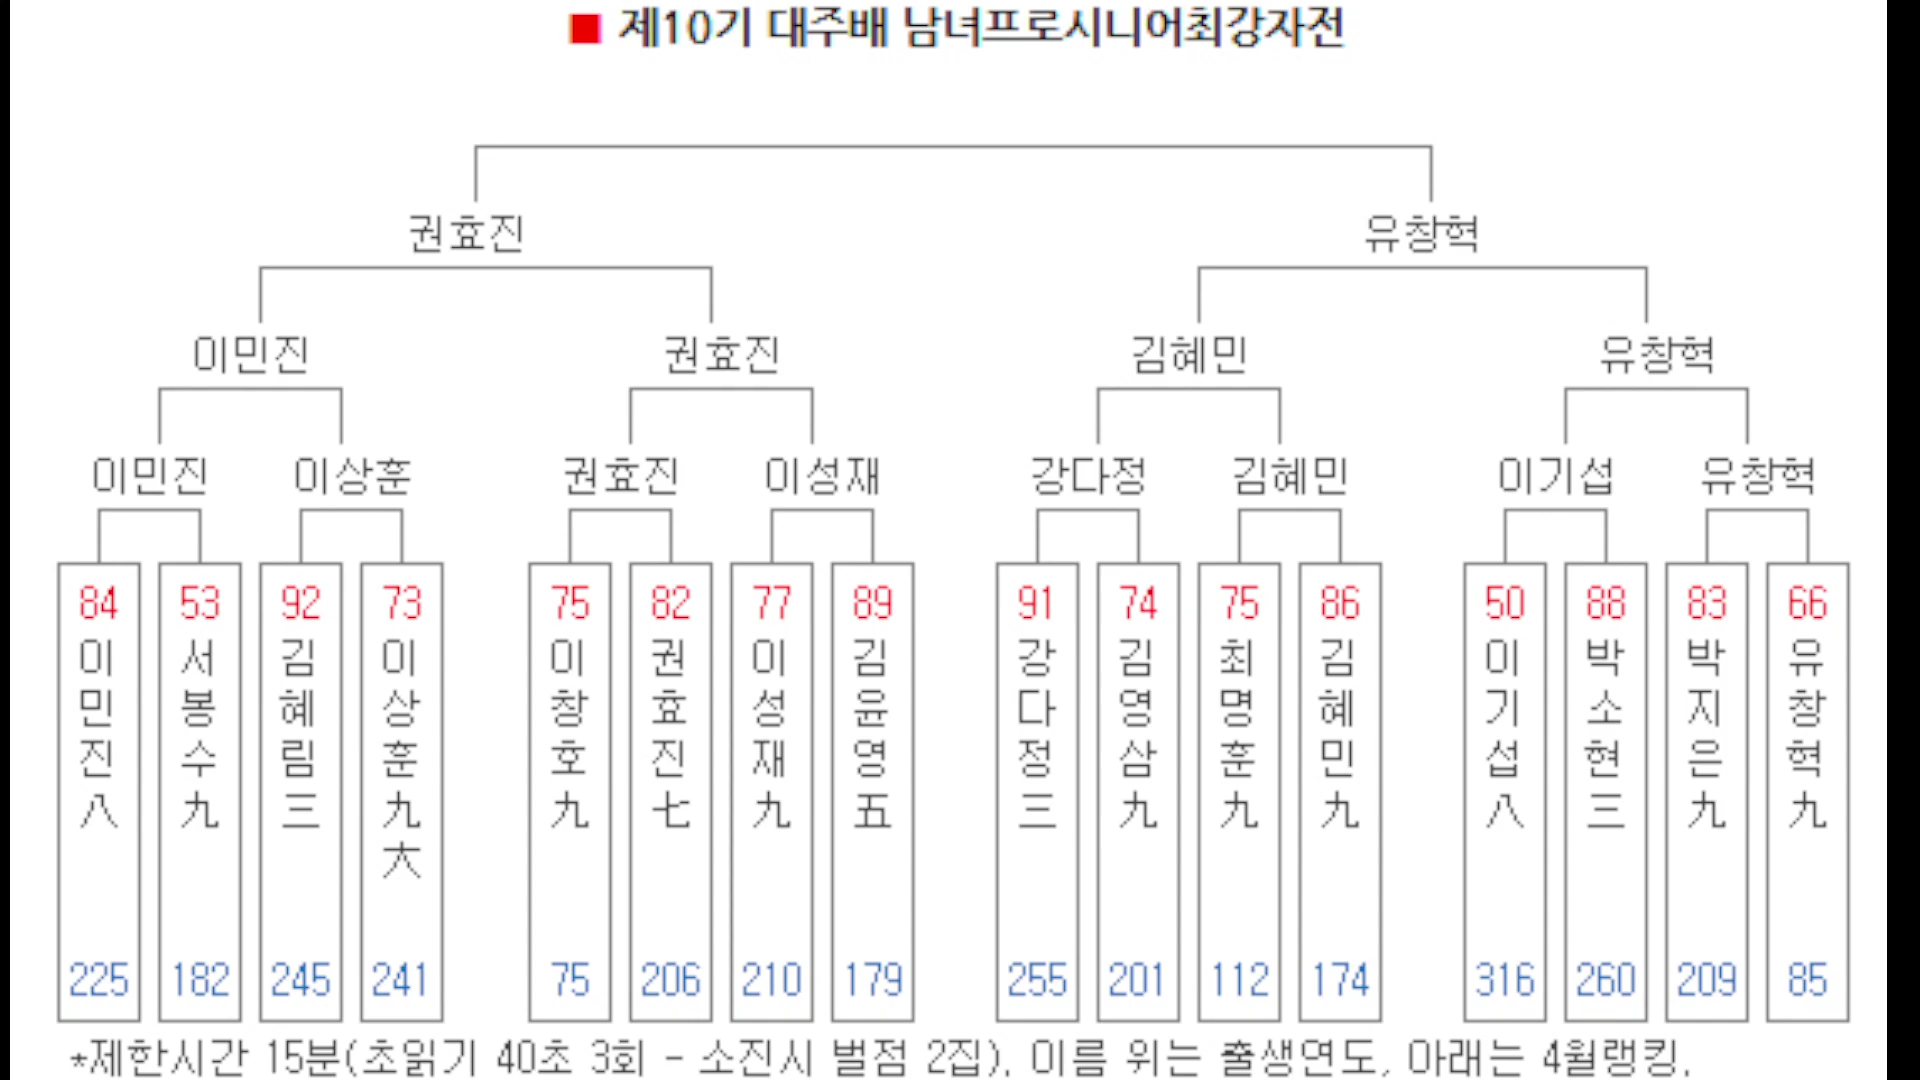 ■ 제10기 대주배 남녀프로시니어최강자전
권효진 유창혁
이민진 권효진 김혜민 유창혁
이민진 이상훈 권효진 이성재 강다정 김혜민 이기섭 유창혁
84 53 92 73 75 82 77 89 91 74 75 86 50 88 83 66
이민진八 서봉수九 김혜림三 이상훈九大 이창호九 권효진七 이성재九 김윤영五 강다정三 김영삼九 최명훈九 김혜민九 이기섭八 박소현三 박지은九 유창혁九
225 182 245 241 75 206 210 179 255 201 112 174 316 260 209 85
*제한시간 15분(초읽기 40초 3회 - 소진시 벌점 2집). 이름 위는 출생연도, 아래는 4월랭킹.